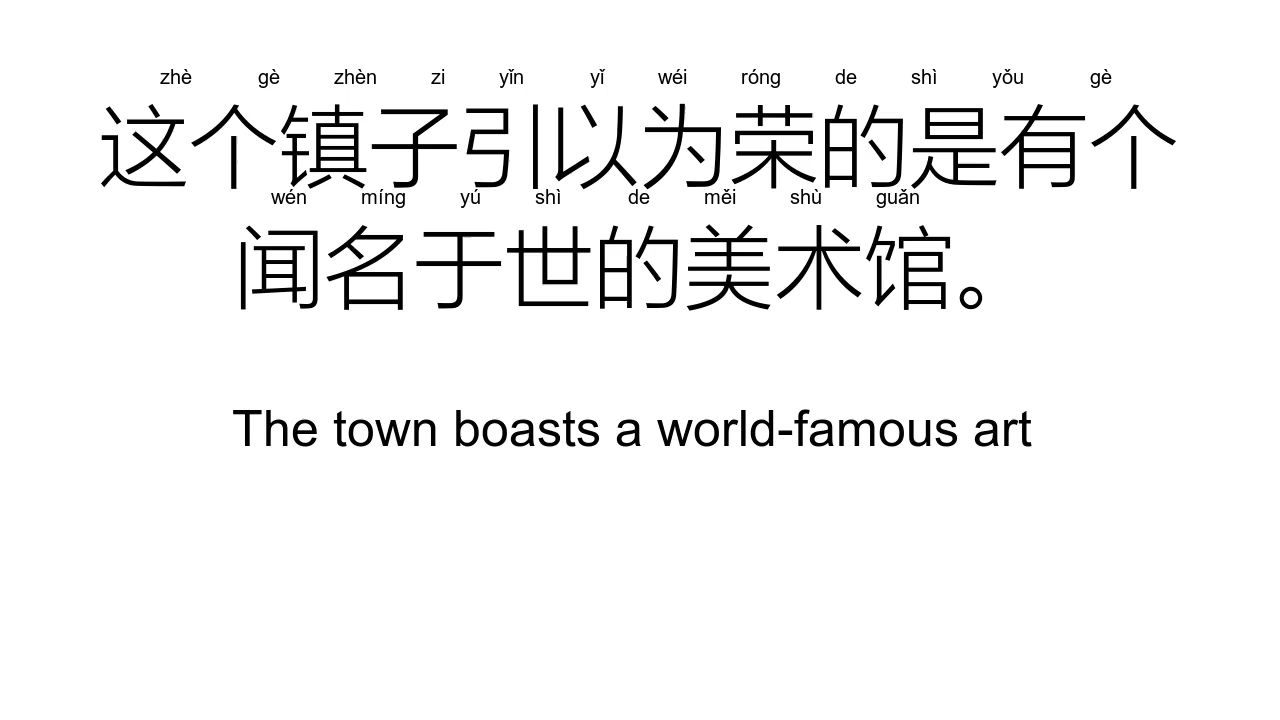 zhè gè zhèn zi yǐn yǐ wéi róng de shì yǒu gè
这个镇子引以为荣的是有个
wén míng yú shì de měi shù guǎn
闻名于世的美术馆。
The town boasts a world-famous art